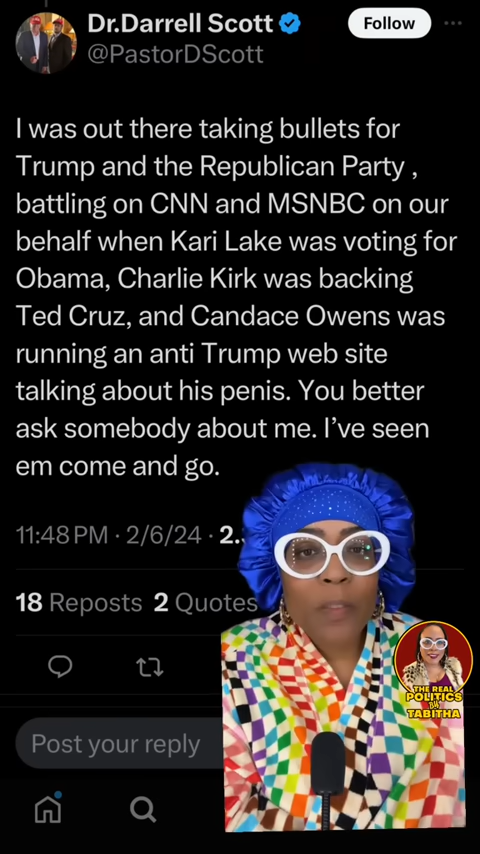 Dr.Darrell Scott
Follow
@PastorDScott
I was out there taking bullets for
Trump and the Republican Party ,
battling on CNN and MSNBC on our
behalf when Kari Lake was voting for
Obama, Charlie Kirk was backing
Ted Cruz, and Candace Owens was
running an anti Trump web site
talking about his penis. You better
ask somebody about me. I’ve seen
em come and go.
11:48 PM · 2/6/24 · 2.
18 Reposts 2 Quotes
THE REAL
POLITICS
BY
TABITHA
Post your reply